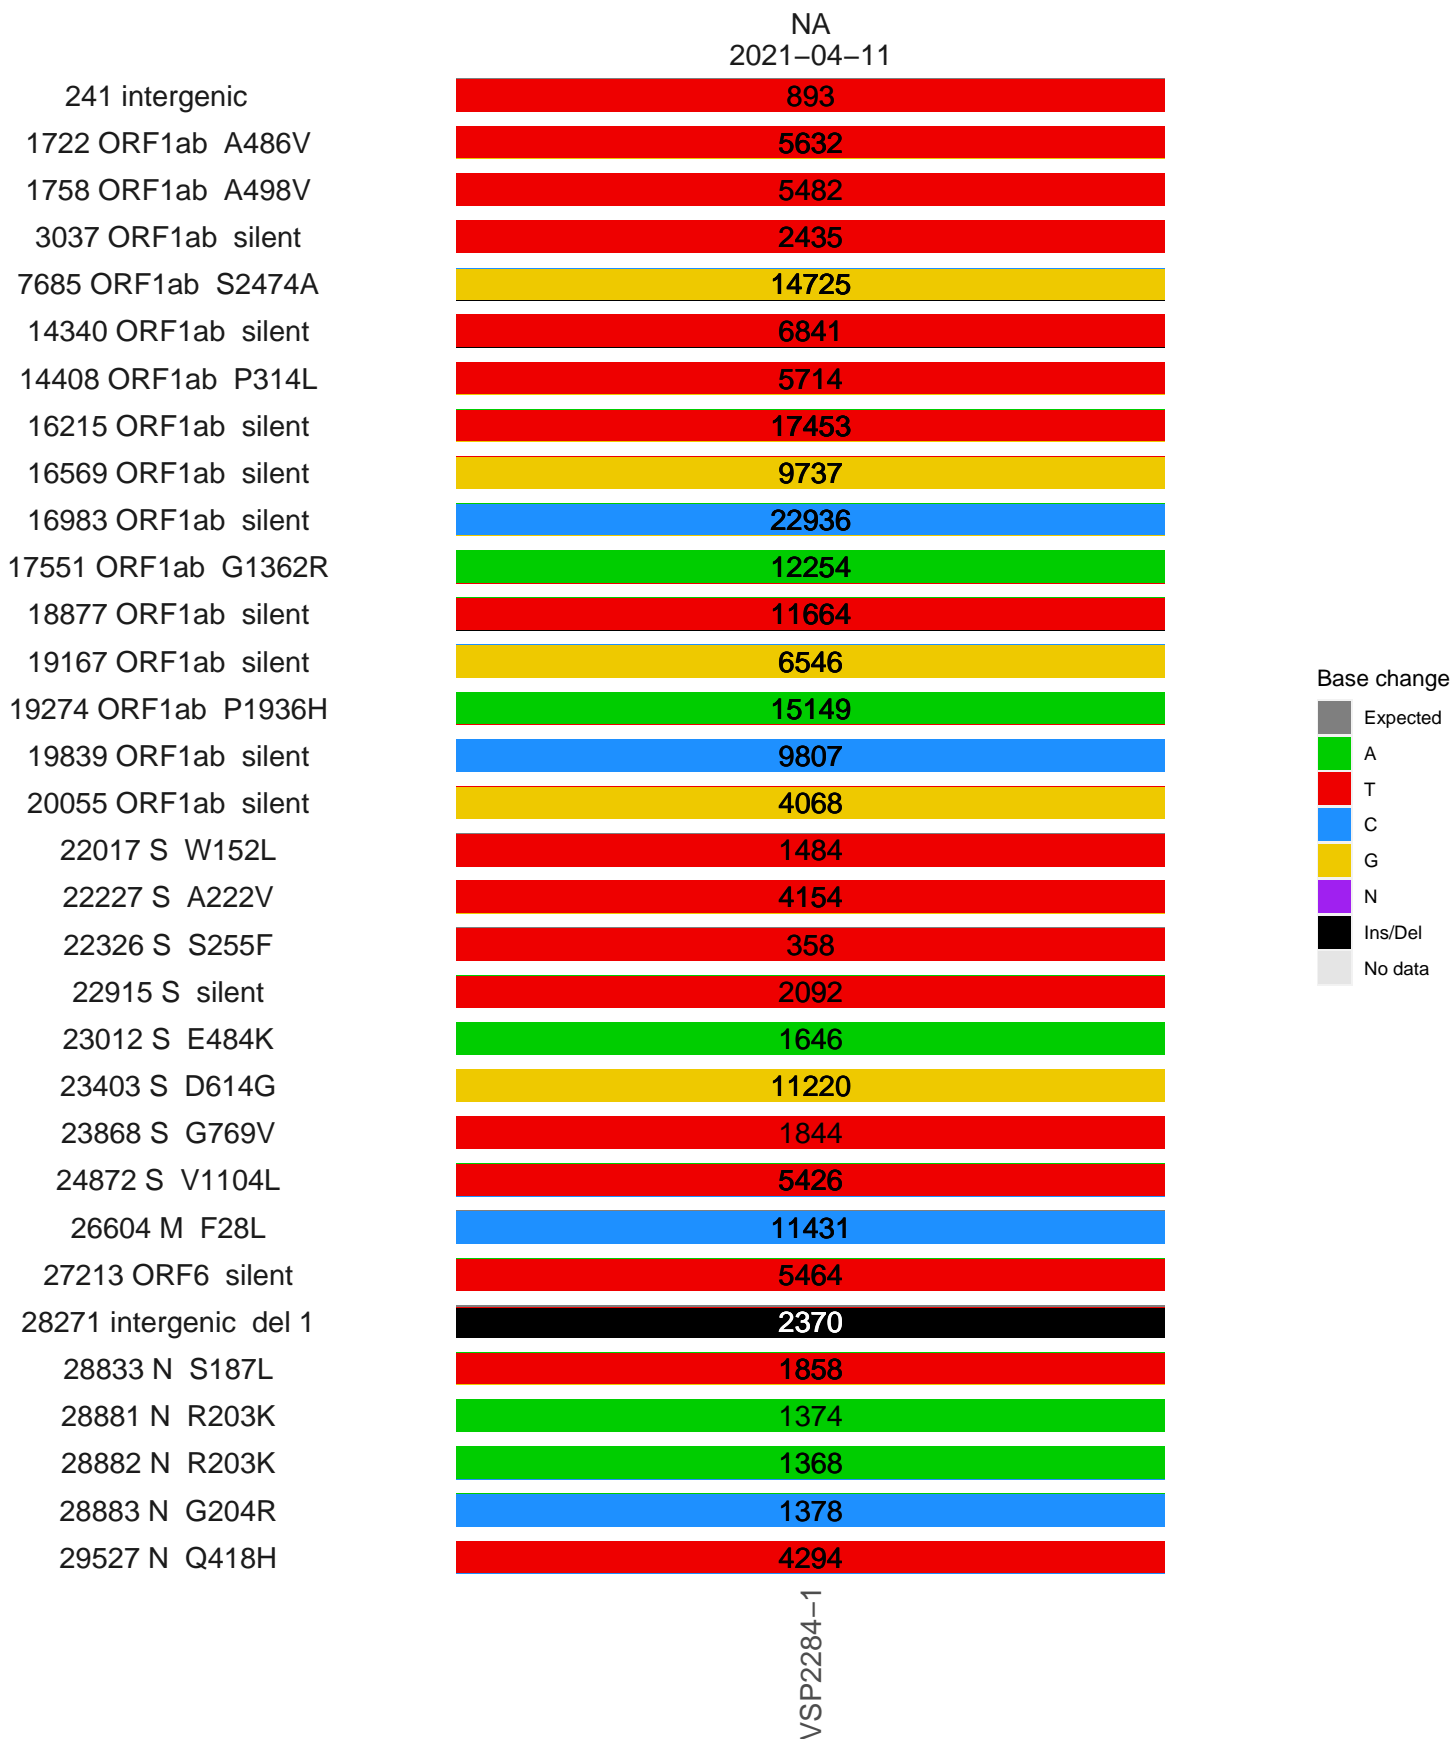 NA
2021−04−11
241 intergenic 893
1722 ORF1ab A486V 5632
1758 ORF1ab A498V 5482
3037 ORF1ab silent 2435
7685 ORF1ab S2474A 14725
14340 ORF1ab silent 6841
14408 ORF1ab P314L 5714
16215 ORF1ab silent 17453
16569 ORF1ab silent 9737
16983 ORF1ab silent 22936
17551 ORF1ab G1362R 12254
18877 ORF1ab silent 11664
19167 ORF1ab silent 6546
19274 ORF1ab P1936H 15149
19839 ORF1ab silent 9807
20055 ORF1ab silent 4068
22017 S W152L 1484
22227 S A222V 4154
22326 S S255F 358
22915 S silent 2092
23012 S E484K 1646
23403 S D614G 11220
23868 S G769V 1844
24872 S V1104L 5426
26604 M F28L 11431
27213 ORF6 silent 5464
28271 intergenic del 1 2370
28833 N S187L 1858
28881 N R203K 1374
28882 N R203K 1368
28883 N G204R 1378
29527 N Q418H 4294
VSP2284−1
Base change
Expected
A
T
C
G
N
Ins/Del
No data